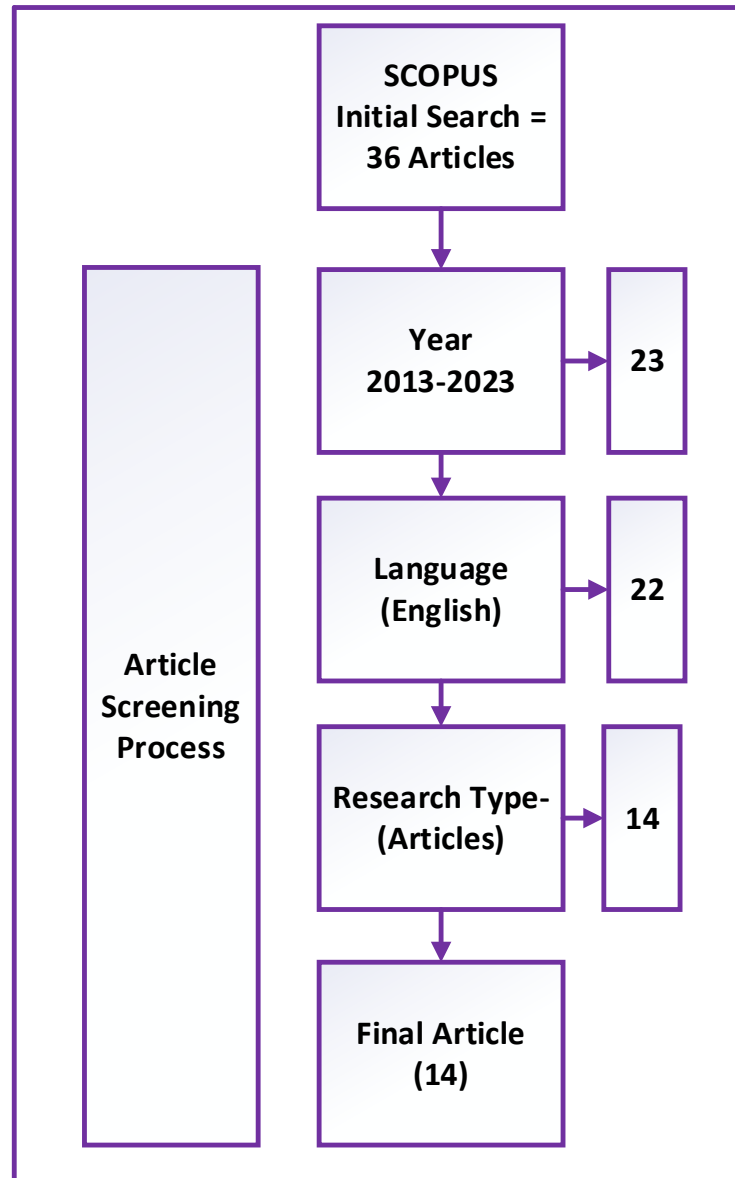 SCOPUS
Initial Search =
36 Articles
Year
2013-2023
23
Language
(English)
22
Article
Screening
Process
Research Type-
(Articles)
14
Final Article
(14)